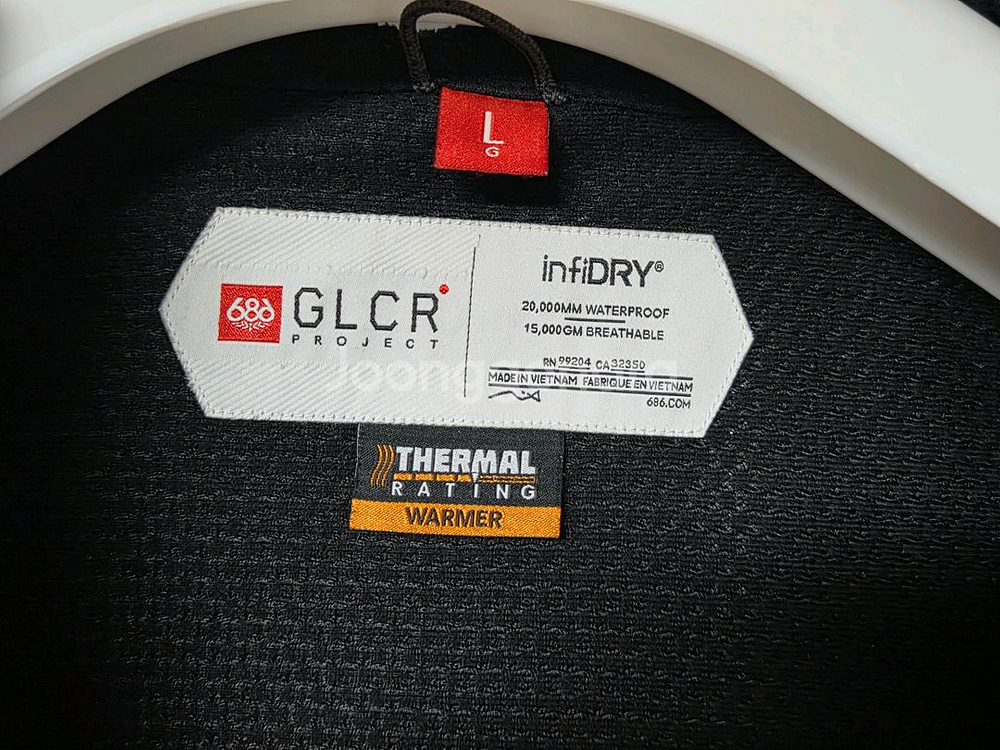 L
G
686
GLCR
PROJECT
infiDRY®
20,000MM WATERPROOF
15,000GM BREATHABLE
RN 99204 CA 32350
MADE IN VIETNAM FABRIQUE EN VIETNAM
686.COM
THERMAL
RATING
WARMER